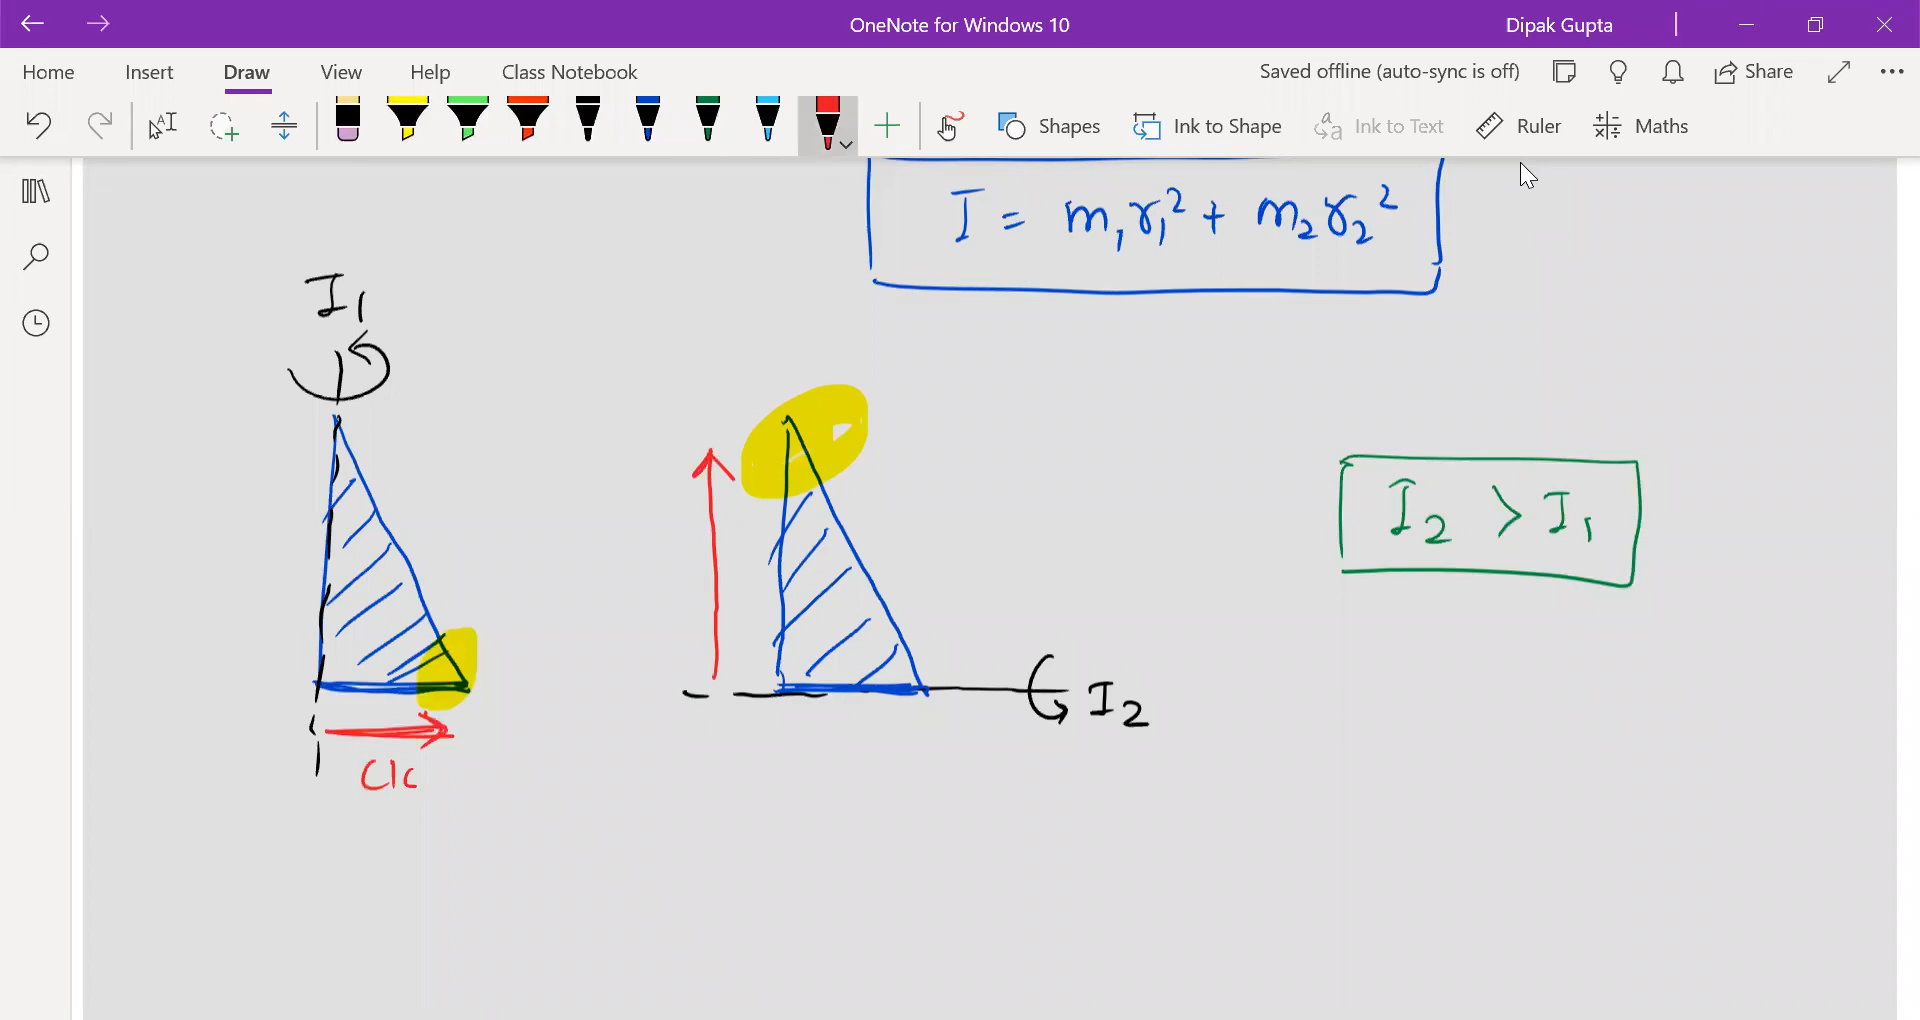 OneNote for Windows 10
Dipak Gupta
Home Insert Draw View Help Class Notebook
Saved offline (auto-sync is off) Share
Shapes Ink to Shape Ink to Text Ruler Maths
I = m₁r₁² + m₂r₂²
I₁
I₂ > I₁
I₂